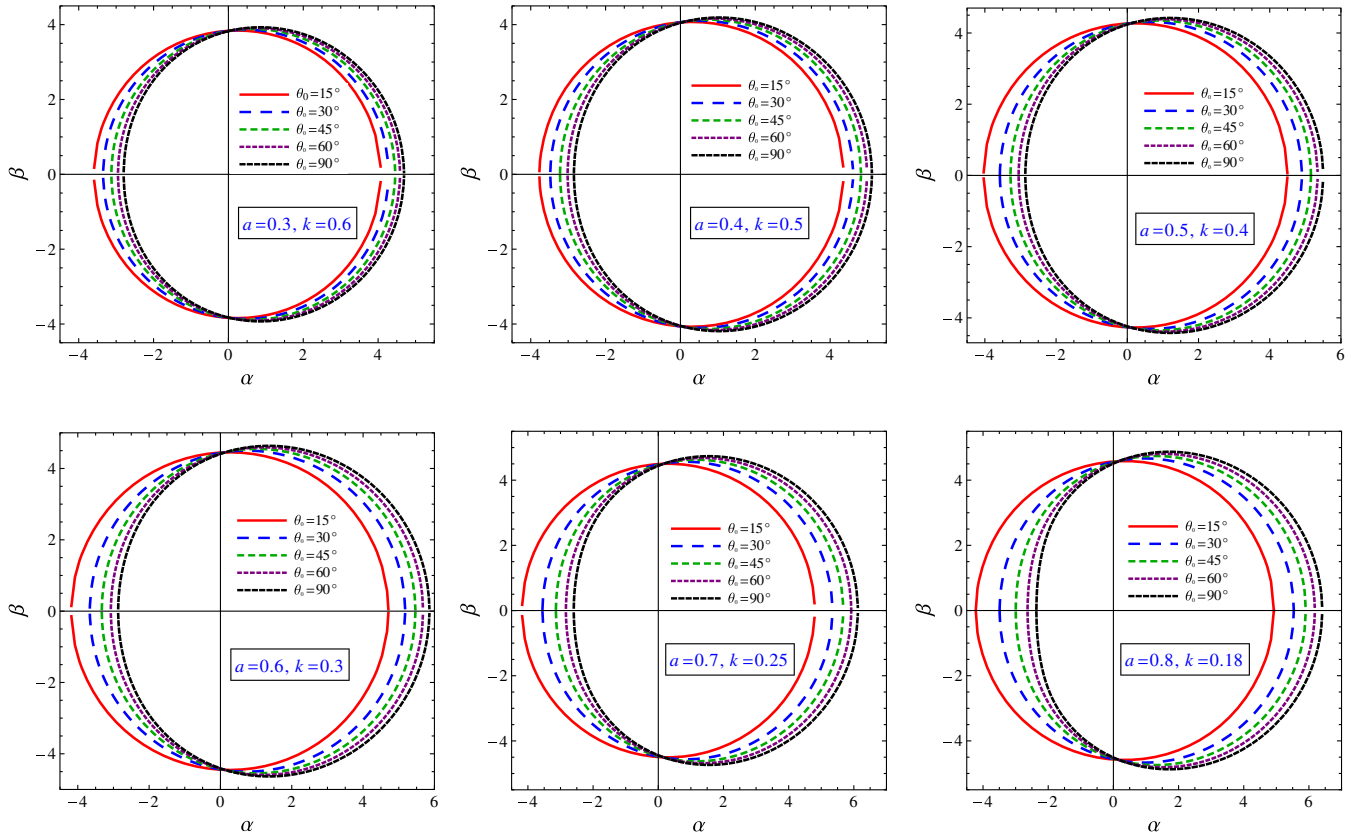 4
2
0
−2
−4
β
θ0=15°
θ₀=30°
θ₀=45°
θ₀=60°
θ₀=90°
a=0.3, k=0.6
−4 −2 0 2 4
α
4
2
0
−2
−4
β
θ₀=15°
θ₀=30°
θ₀=45°
θ₀=60°
θ₀=90°
a=0.4, k=0.5
−4 −2 0 2 4
α
4
2
0
−2
−4
β
θ₀=15°
θ₀=30°
θ₀=45°
θ₀=60°
θ₀=90°
a=0.5, k=0.4
−4 −2 0 2 4 6
α
4
2
0
−2
−4
β
θ₀=15°
θ₀=30°
θ₀=45°
θ₀=60°
θ₀=90°
a=0.6, k=0.3
−4 −2 0 2 4 6
α
4
2
0
−2
−4
β
θ₀=15°
θ₀=30°
θ₀=45°
θ₀=60°
θ₀=90°
a=0.7, k=0.25
−4 −2 0 2 4 6
α
4
2
0
−2
−4
β
θ₀=15°
θ₀=30°
θ₀=45°
θ₀=60°
θ₀=90°
a=0.8, k=0.18
−4 −2 0 2 4 6
α